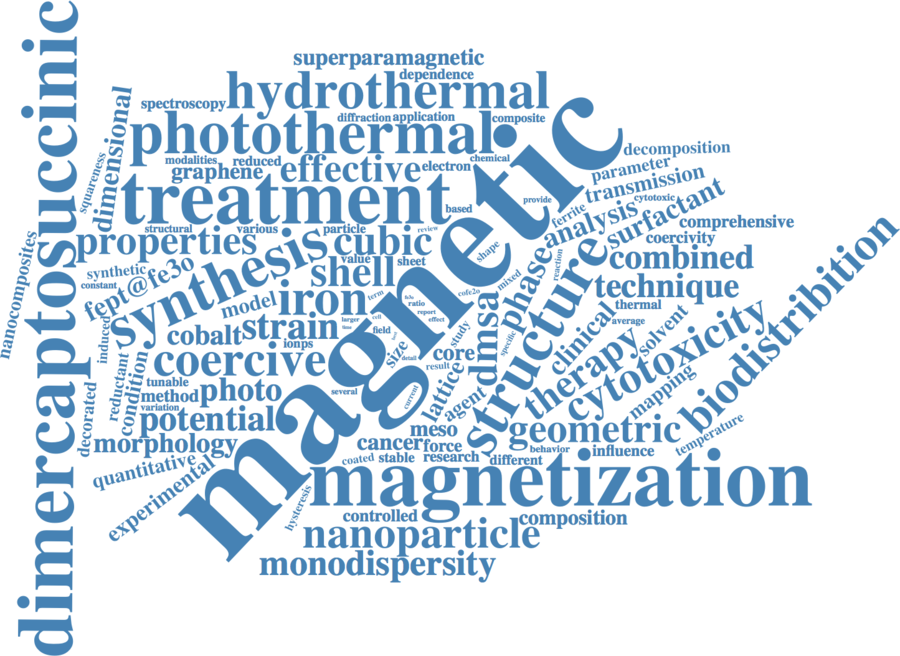 dimercaptosuccinic
superparamagnetic
dependence
hydrothermal
spectroscopy
diffraction
application
composite
photothermal
magnetic
dimensional
squareness
modalities
reduced
graphene
effective
electron
chemical
decomposition
parameter
transmission
treatment
based
provide
ferrite
cytotoxic
analysis
surfactant
comprehensive
coercivity
structural
various
particle
review
properties
synthesis
cubic
shape
phase
reaction
structure
combined
nanocomposites
synthetic
constant
fept@fe3o
value
sheet
shell
mixed
technique
model
iron
term
cofe2o
ratio
report
effect
dmsa
clinical
thermal
average
solvent
induced
cobalt
strain
larger
time
cell
field
ionps
size
detail
study
specific
core
result
lattice
therapy
cytotoxicity
biodistribition
mapping
temperature
coercive
reductant
condition
tunable
method
variation
photo
several
current
agent
decorated
potential
morphology
meso
geometric
cancer
force
behavior
influence
quantitative
experimental
coated
stable
research
different
magnetization
hysteresis
controlled
composition
nanoparticle
monodispersity